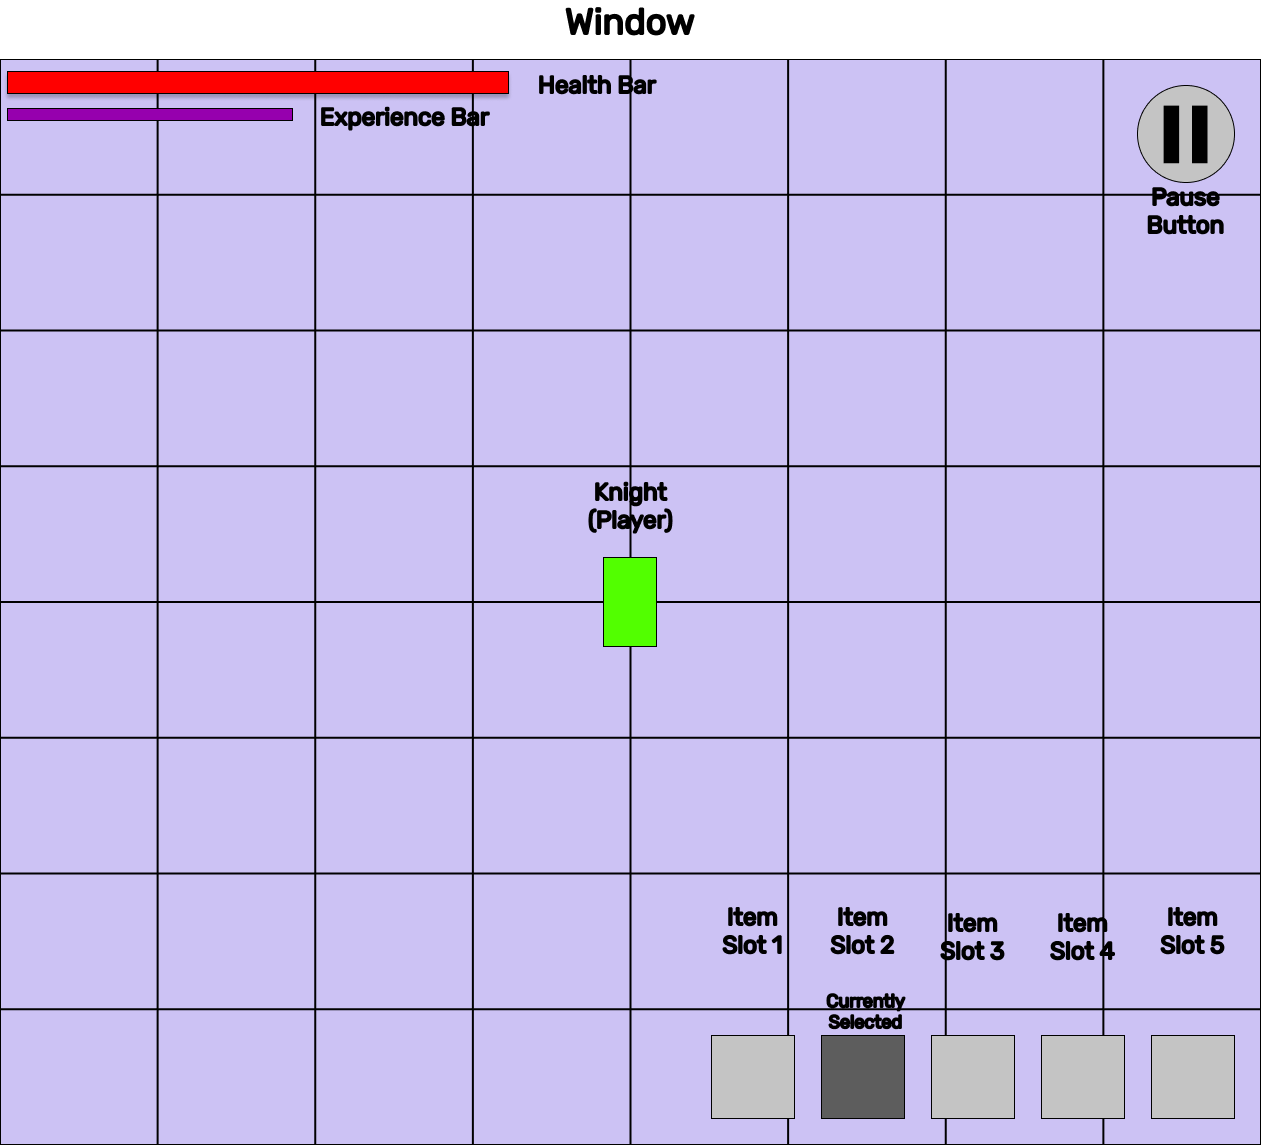 Window
Health Bar
Experience Bar
Pause
Button
Knight
(Player)
Item
Slot 1
Item
Slot 2
Item
Slot 3
Item
Slot 4
Item
Slot 5
Currently
Selected